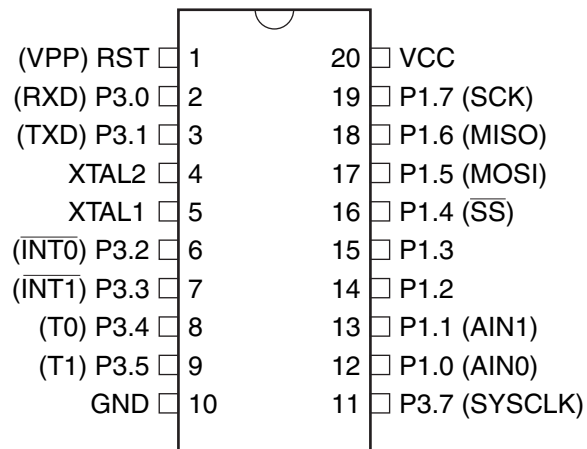 (VPP) RST 1 20 VCC
(RXD) P3.0 2 19 P1.7 (SCK)
(TXD) P3.1 3 18 P1.6 (MISO)
XTAL2 4 17 P1.5 (MOSI)
XTAL1 5 16 P1.4 (S̅S̅)
(I̅N̅T̅0̅) P3.2 6 15 P1.3
(I̅N̅T̅1̅) P3.3 7 14 P1.2
(T0) P3.4 8 13 P1.1 (AIN1)
(T1) P3.5 9 12 P1.0 (AIN0)
GND 10 11 P3.7 (SYSCLK)